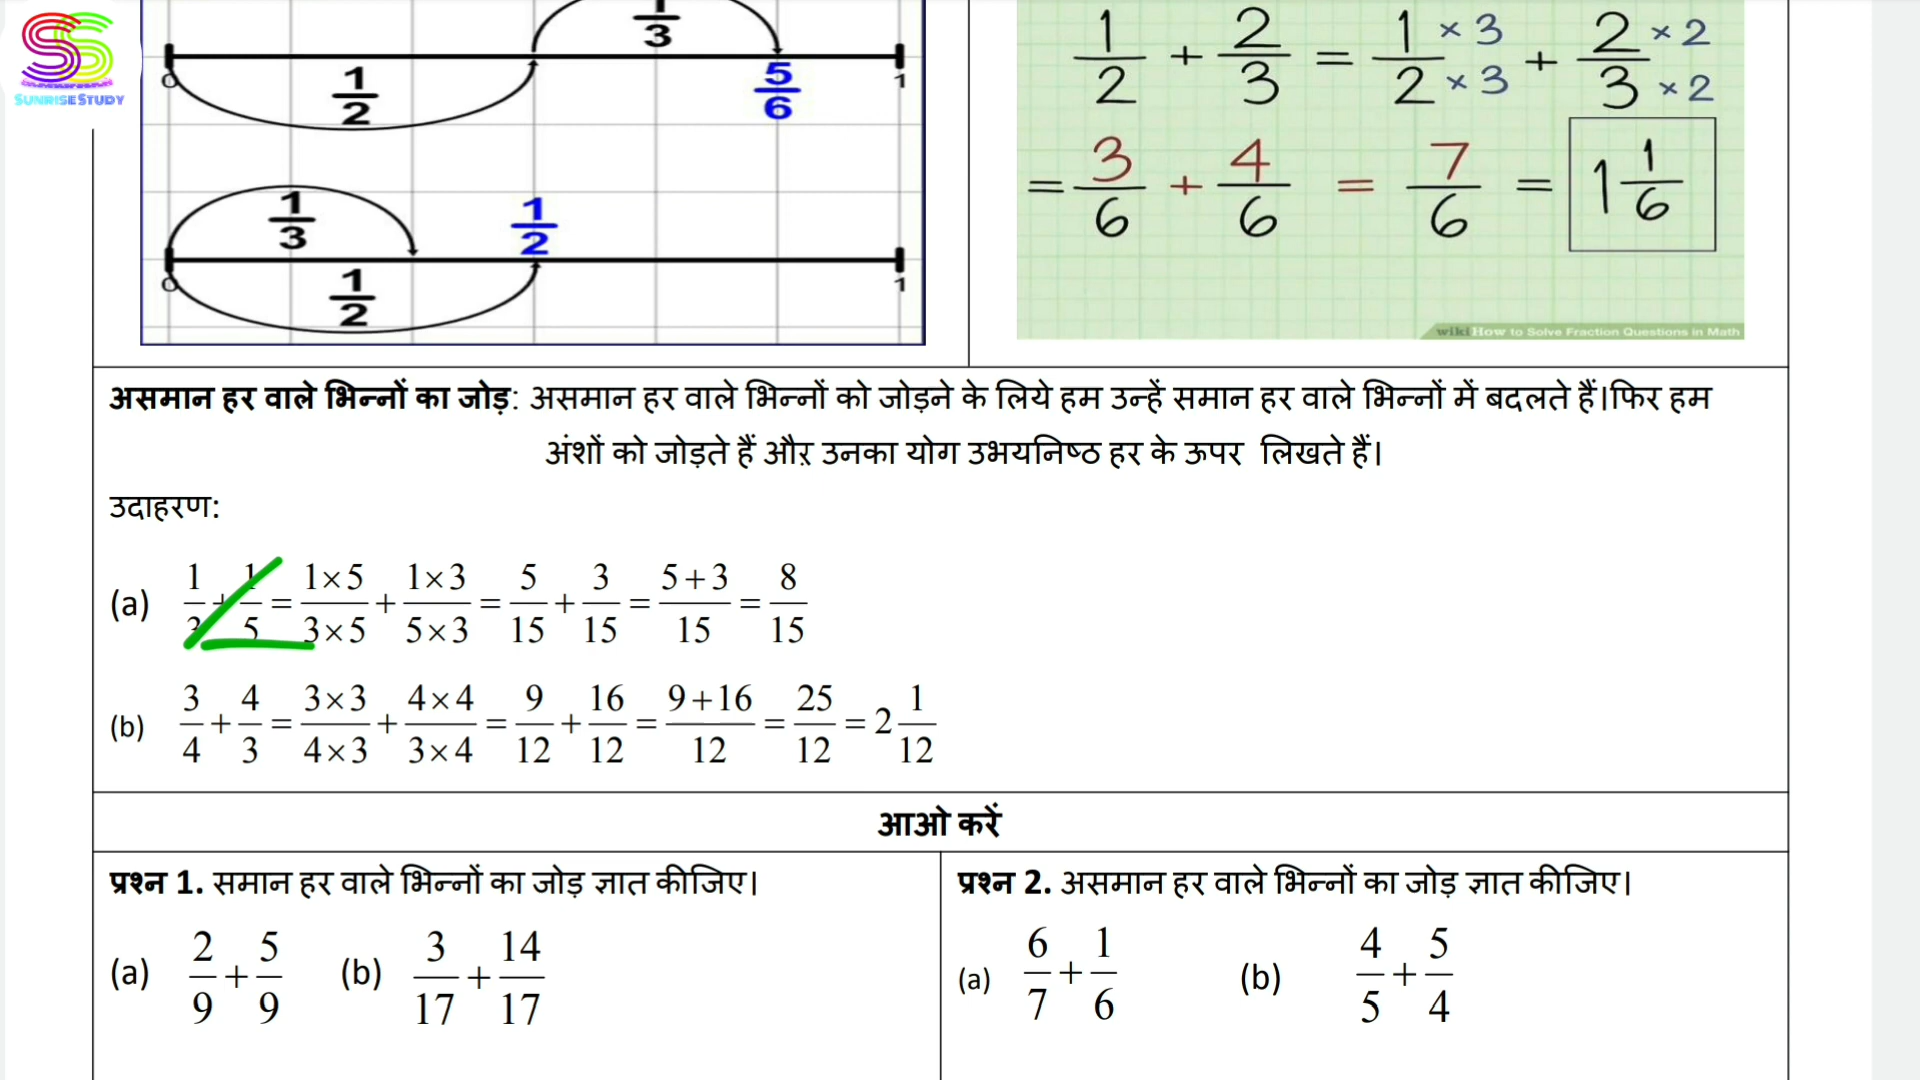 SUNRISESTUDY
1/3
0 1/2 5/6 1
1/3 1/2
0 1/2 1
1/2 + 2/3 = 1×3/2×3 + 2×2/3×2
= 3/6 + 4/6 = 7/6 = 1 1/6
wikiHow to Solve Fraction Questions in Math
असमान हर वाले भिन्नों का जोड़: असमान हर वाले भिन्नों को जोड़ने के लिये हम उन्हें समान हर वाले भिन्नों में बदलते हैं।फिर हम
अंशों को जोड़ते हैं औऱ उनका योग उभयनिष्ठ हर के ऊपर लिखते हैं।
उदाहरण:
(a) 1/3 + 1/5 = 1×5/3×5 + 1×3/5×3 = 5/15 + 3/15 = 5+3/15 = 8/15
(b) 3/4 + 4/3 = 3×3/4×3 + 4×4/3×4 = 9/12 + 16/12 = 9+16/12 = 25/12 = 2 1/12
आओ करें
प्रश्न 1. समान हर वाले भिन्नों का जोड़ ज्ञात कीजिए।
(a) 2/9 + 5/9 (b) 3/17 + 14/17
प्रश्न 2. असमान हर वाले भिन्नों का जोड़ ज्ञात कीजिए।
(a) 6/7 + 1/6 (b) 4/5 + 5/4